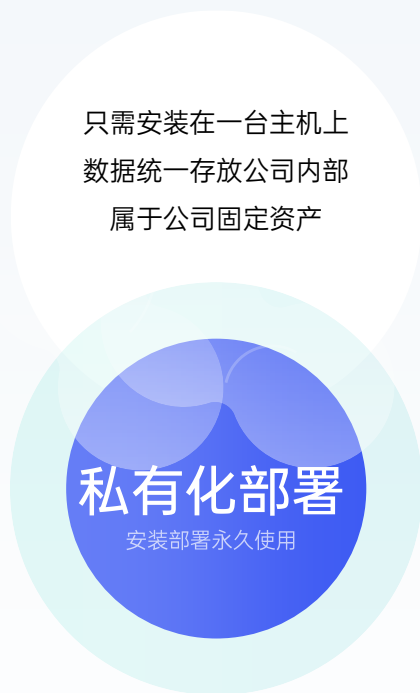 只需安装在一台主机上
数据统一存放公司内部
属于公司固定资产
私有化部署
安装部署永久使用